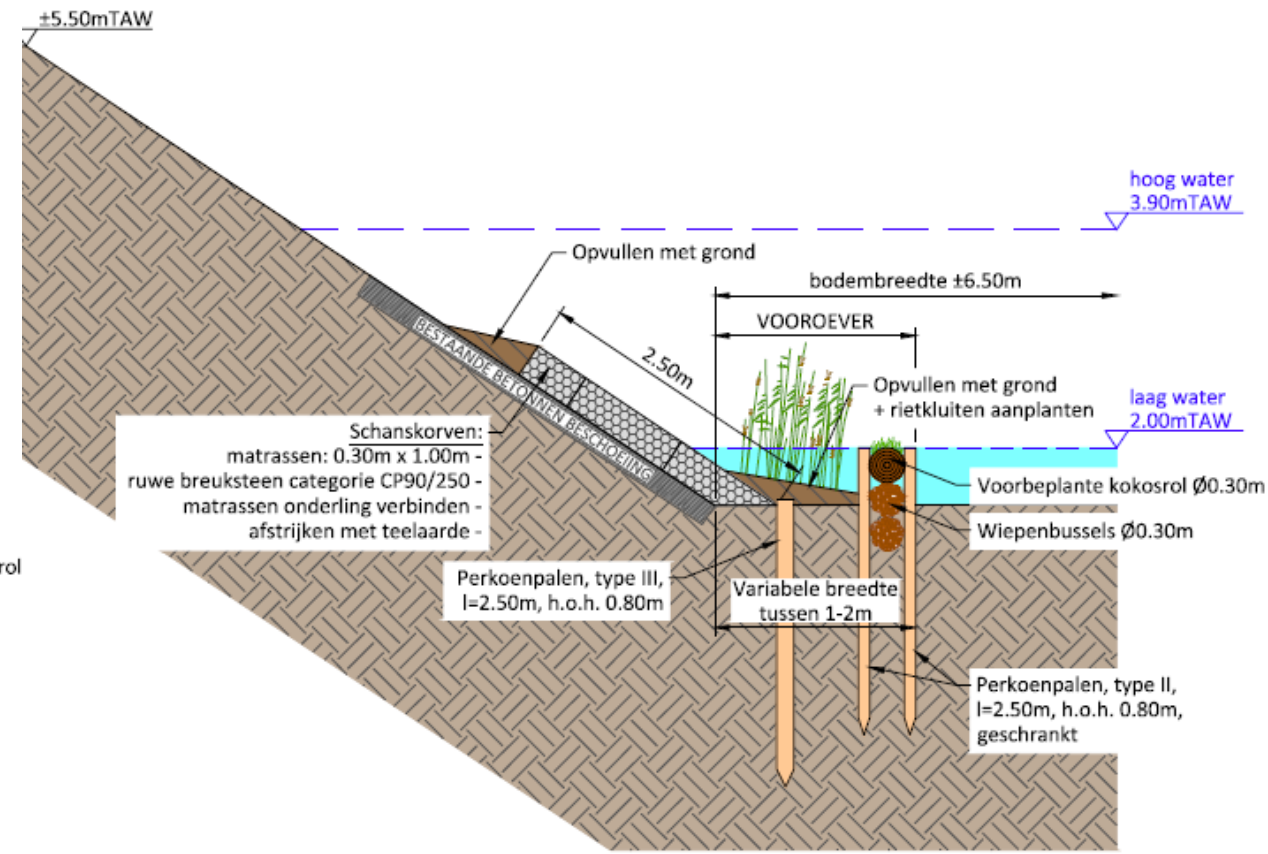 ±5.50mTAW
hoog water
3.90mTAW
Opvullen met grond
bodembreedte ±6.50m
VOOROEVER
2.50m
Opvullen met grond
+ rietkluiten aanplanten
laag water
2.00mTAW
BESTAANDE BETONNEN BESCHOEIING
Schanskorven:
matrassen: 0.30m x 1.00m -
ruwe breuksteen categorie CP90/250 -
matrassen onderling verbinden -
afstrijken met teelaarde -
Voorbeplante kokosrol Ø0.30m
Wiepenbussels Ø0.30m
rol
Perkoenpalen, type III,
l=2.50m, h.o.h. 0.80m
Variabele breedte
tussen 1-2m
Perkoenpalen, type II,
l=2.50m, h.o.h. 0.80m,
geschrankt